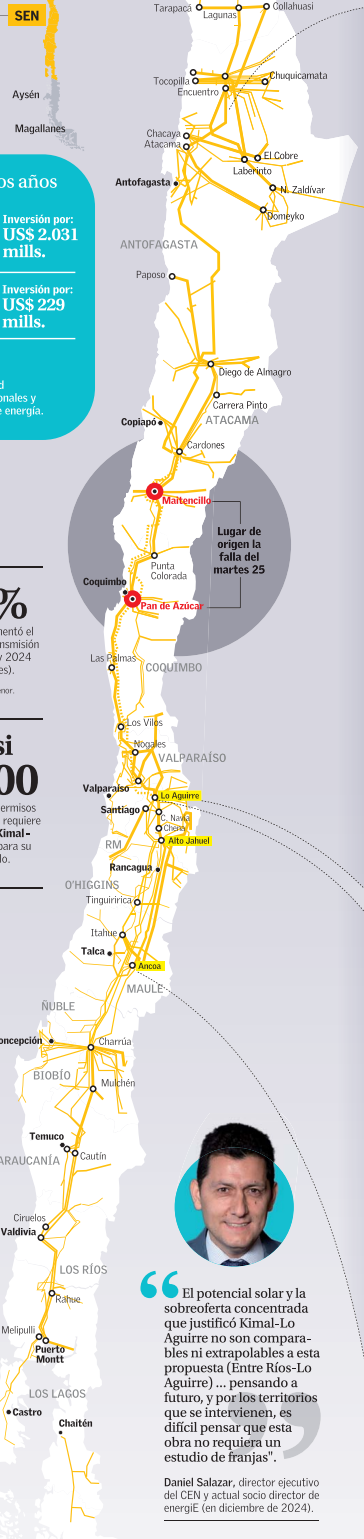 Tarapacá
Collahuasi
Lagunas
SEN
Tocopilla
Chuquicamata
Encuentro
Aysén
Magallanes
Chacaya
Atacama
El Cobre
Laberinto
os años
Antofagasta
N. Zaldívar
Domeyko
Inversión por:
US$ 2.031
mills.
ANTOFAGASTA
Paposo
Inversión por:
US$ 229
mills.
Diego de Almagro
d
onales y
e energía.
Carrera Pinto
ATACAMA
Copiapó
Cardones
Maitencillo
Lugar de
origen la
falla del
martes 25
Punta
Colorada
Coquimbo
Pan de Azúcar
%
mentó el
nsmisión
y 2024
es).
enor.
Las Palmas
COQUIMBO
Los Vilos
Nogales
VALPARAÍSO
si
00
ermisos
requiere
Kimal–
para su
lo.
Valparaíso
Lo Aguirre
Santiago
C. Navia
Chena
Alto Jahuel
RM
Rancagua
O'HIGGINS
Tinguiririca
Itahue
Talca
Ancoa
MAULE
ÑUBLE
oncepción
Charrúa
BIOBÍO
Mulchén
Temuco
Cautín
ARAUCANÍA
Ciruelos
Valdivia
LOS RÍOS
Rahue
Melipulli
Puerto
Montt
LOS LAGOS
Castro
Chaitén
“ El potencial solar y la
sobreoferta concentrada
que justificó Kimal-Lo
Aguirre no son compara-
bles ni extrapolables a esta
propuesta (Entre Ríos-Lo
Aguirre) ... pensando a
futuro, y por los territorios
que se intervienen, es
difícil pensar que esta
obra no requiera un
estudio de franjas".
”
Daniel Salazar, director ejecutivo
del CEN y actual socio director de
energiE (en diciembre de 2024).